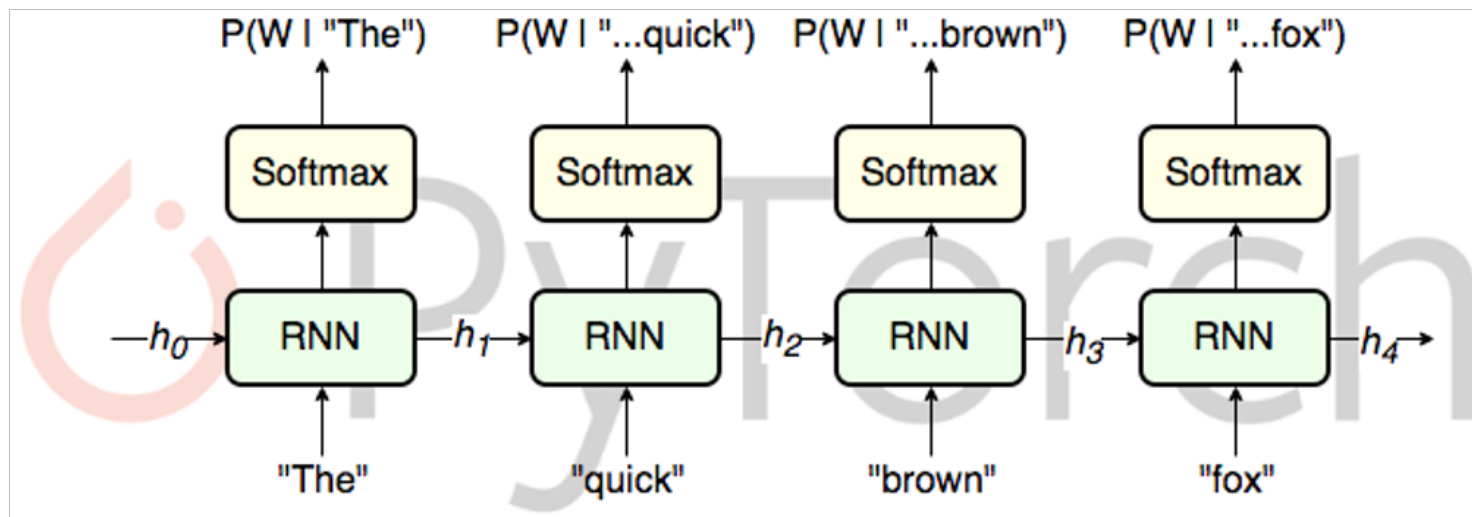 P(W | "The") P(W | "...quick") P(W | "...brown") P(W | "...fox")
Softmax Softmax Softmax Softmax
PyTorch
h0 RNN h1 RNN h2 RNN h3 RNN h4
"The" "quick" "brown" "fox"